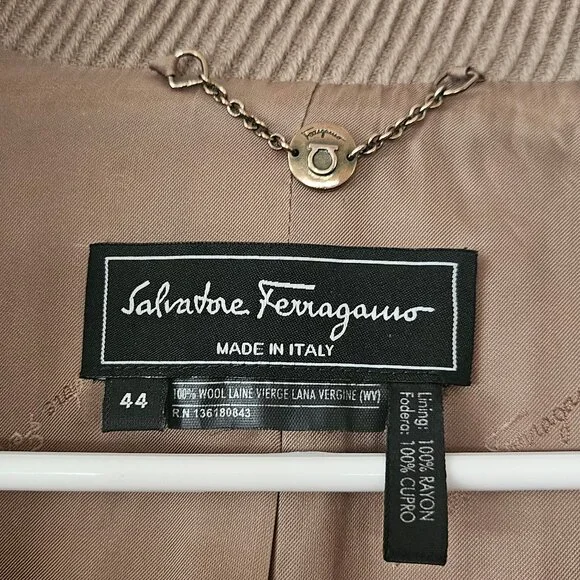 Ferragamo
Salvatore Ferragamo
MADE IN ITALY
44
100% WOOL LAINE VIERGE LANA VERGINE (WV)
R.N 136180843
Lining: 100% RAYON
Fodera: 100% CUPRO